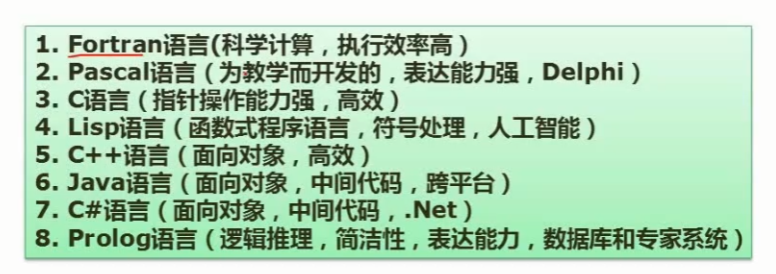 1. Fortran语言(科学计算，执行效率高）
2. Pascal语言（为教学而开发的，表达能力强，Delphi）
3. C语言（指针操作能力强，高效）
4. Lisp语言（函数式程序语言，符号处理，人工智能）
5. C++语言（面向对象，高效）
6. Java语言（面向对象，中间代码，跨平台）
7. C#语言（面向对象，中间代码，.Net）
8. Prolog语言（逻辑推理，简洁性，表达能力，数据库和专家系统）